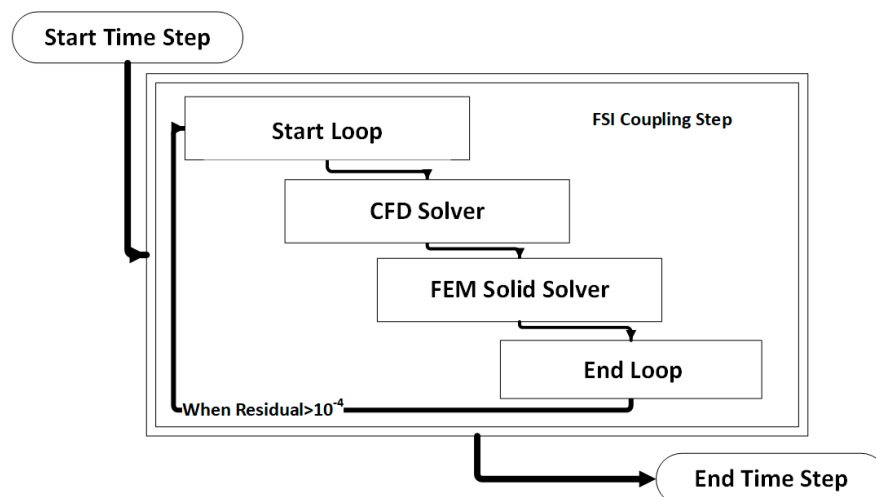 Start Time Step
FSI Coupling Step
Start Loop
CFD Solver
FEM Solid Solver
End Loop
When Residual>10⁻⁴
End Time Step